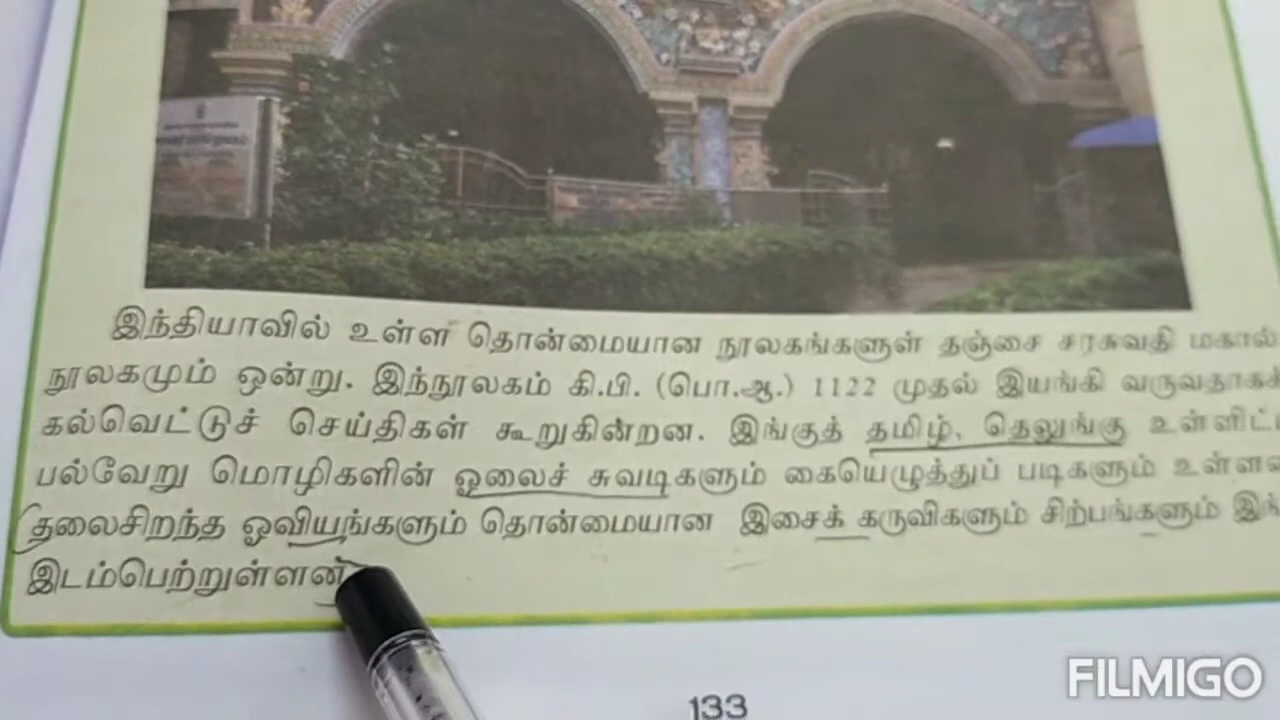 இந்தியாவில் உள்ள தொன்மையான நூலகங்களுள் தஞ்சை சரசுவதி மகால்
நூலகமும் ஒன்று. இந்நூலகம் கி.பி. (பொ.ஆ.) 1122 முதல் இயங்கி வருவதாகக்
கல்வெட்டுச் செய்திகள் கூறுகின்றன. இங்குத் தமிழ், தெலுங்கு
பல்வேறு மொழிகளின் ஓலைச் சுவடிகளும் கையெழுத்துப் படிகளும்
தலைசிறந்த ஓவியங்களும் தொன்மையான இசைக் கருவிகளும் சிற்பங்களும்
இடம்பெற்றுள்ளன
133
FILMIGO